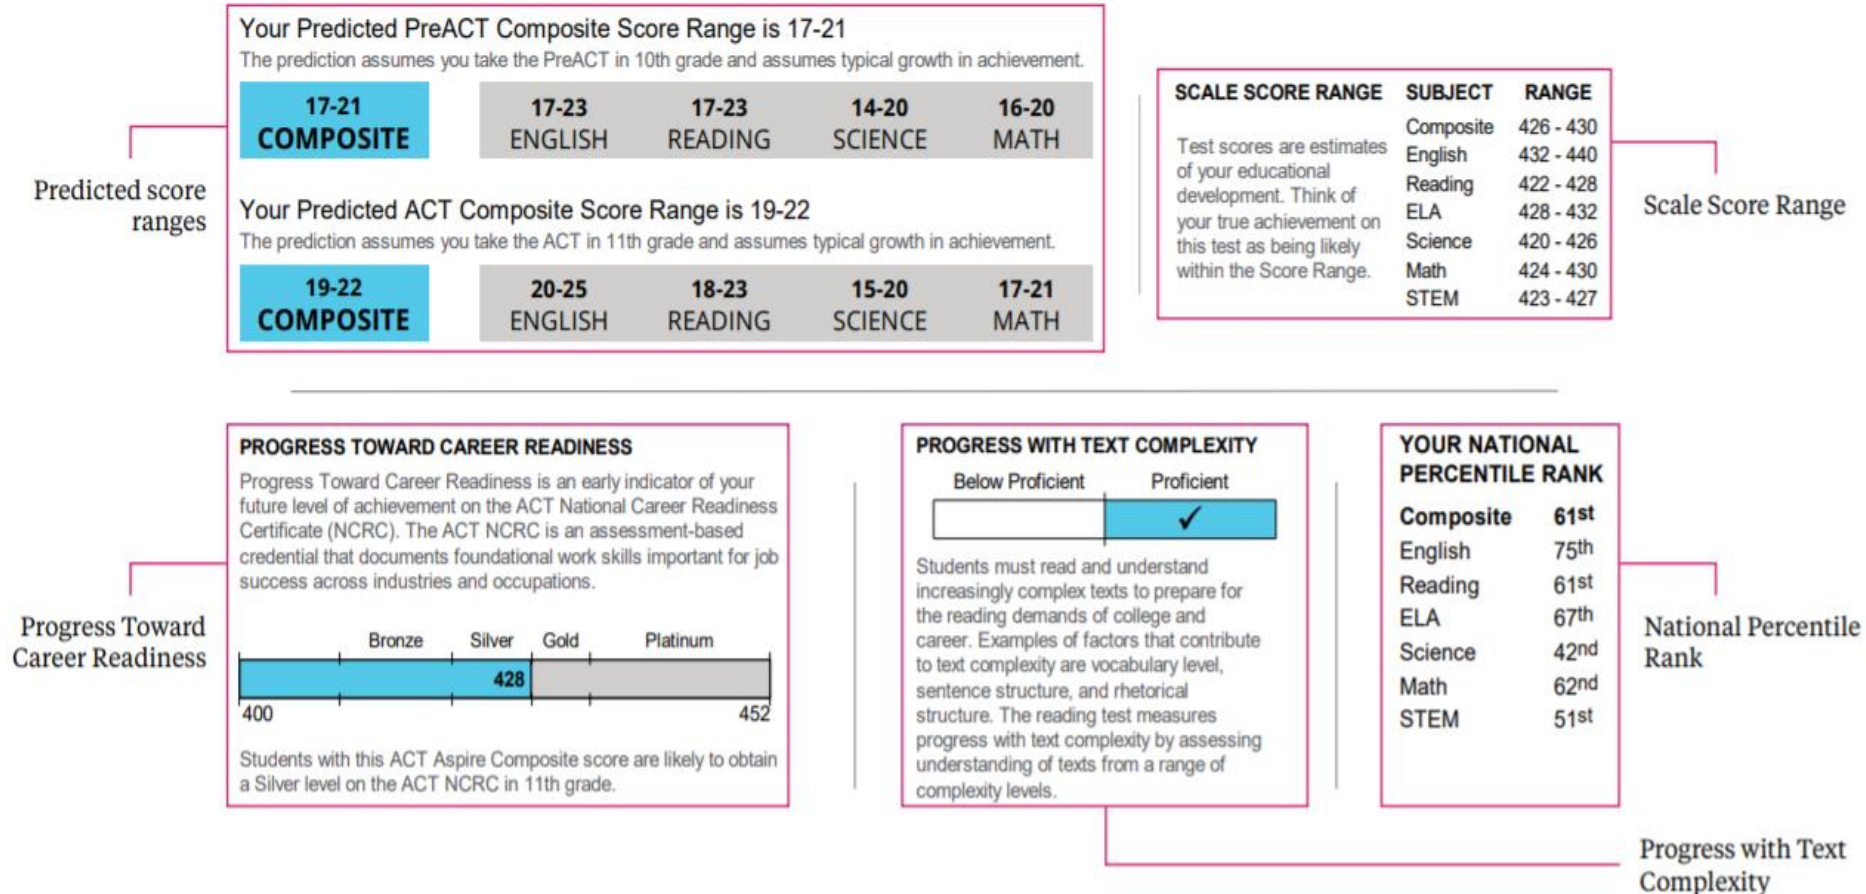 Your Predicted PreACT Composite Score Range is 17-21
The prediction assumes you take the PreACT in 10th grade and assumes typical growth in achievement.
17-21 17-23 17-23 14-20 16-20
COMPOSITE ENGLISH READING SCIENCE MATH
Predicted score
ranges
Your Predicted ACT Composite Score Range is 19-22
The prediction assumes you take the ACT in 11th grade and assumes typical growth in achievement.
19-22 20-25 18-23 15-20 17-21
COMPOSITE ENGLISH READING SCIENCE MATH
SCALE SCORE RANGE SUBJECT RANGE
Test scores are estimates
of your educational
development. Think of
your true achievement on
this test as being likely
within the Score Range.
Composite 426 - 430
English 432 - 440
Reading 422 - 428
ELA 428 - 432
Science 420 - 426
Math 424 - 430
STEM 423 - 427
Scale Score Range
PROGRESS TOWARD CAREER READINESS
Progress Toward Career Readiness is an early indicator of your
future level of achievement on the ACT National Career Readiness
Certificate (NCRC). The ACT NCRC is an assessment-based
credential that documents foundational work skills important for job
success across industries and occupations.
Progress Toward
Career Readiness
Bronze Silver Gold Platinum
428
400 452
Students with this ACT Aspire Composite score are likely to obtain
a Silver level on the ACT NCRC in 11th grade.
PROGRESS WITH TEXT COMPLEXITY
Below Proficient Proficient
✓
Students must read and understand
increasingly complex texts to prepare for
the reading demands of college and
career. Examples of factors that contribute
to text complexity are vocabulary level,
sentence structure, and rhetorical
structure. The reading test measures
progress with text complexity by assessing
understanding of texts from a range of
complexity levels.
YOUR NATIONAL
PERCENTILE RANK
Composite 61st
English 75th
Reading 61st
ELA 67th
Science 42nd
Math 62nd
STEM 51st
National Percentile
Rank
Progress with Text
Complexity